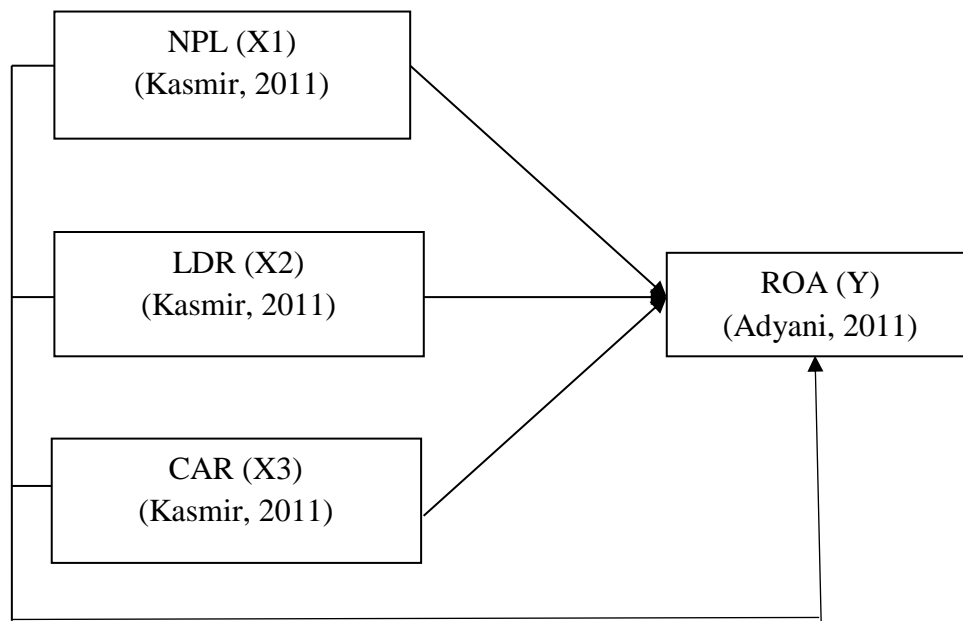 NPL (X1)
(Kasmir, 2011)
LDR (X2)
(Kasmir, 2011)
ROA (Y)
(Adyani, 2011)
CAR (X3)
(Kasmir, 2011)